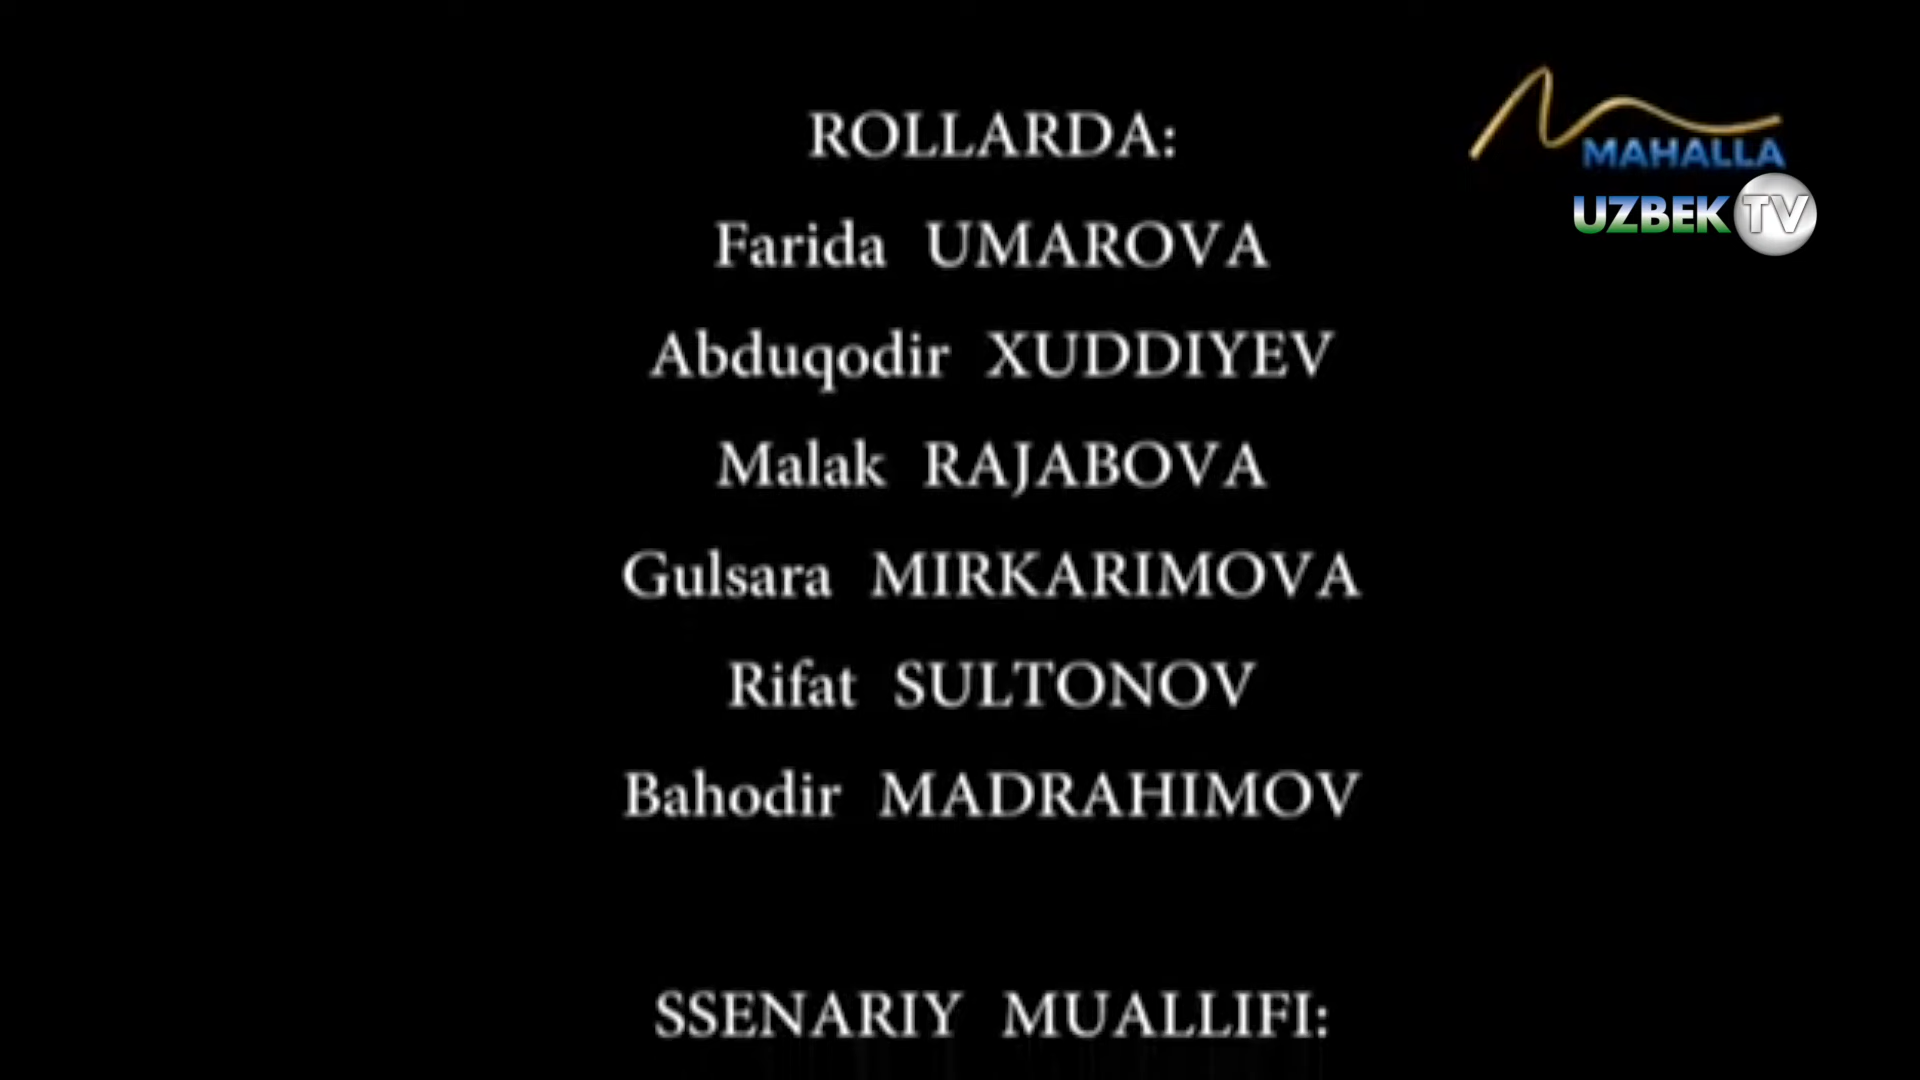 ROLLARDA:
Farida UMAROVA
Abduqodir XUDDIYEV
Malak RAJABOVA
Gulsara MIRKARIMOVA
Rifat SULTONOV
Bahodir MADRAHIMOV
SSENARIY MUALLIFI:
MAHALLA
UZBEK TV